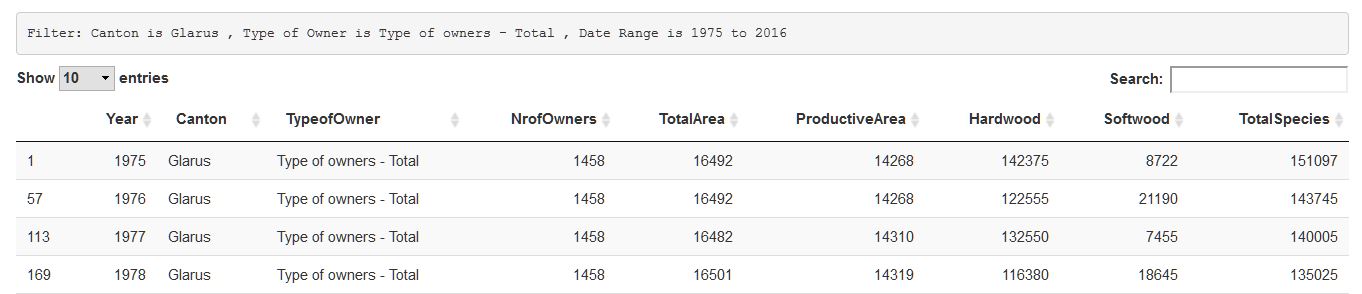 Filter: Canton is Glarus , Type of Owner is Type of owners - Total , Date Range is 1975 to 2016
Show 10 entries Search:
Year Canton TypeofOwner NrofOwners TotalArea ProductiveArea Hardwood Softwood TotalSpecies
1 1975 Glarus Type of owners - Total 1458 16492 14268 142375 8722 151097
57 1976 Glarus Type of owners - Total 1458 16492 14268 122555 21190 143745
113 1977 Glarus Type of owners - Total 1458 16482 14310 132550 7455 140005
169 1978 Glarus Type of owners - Total 1458 16501 14319 116380 18645 135025